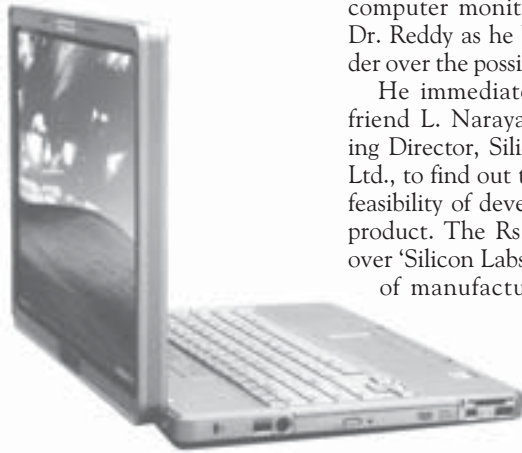 computer monit
Dr. Reddy as he
der over the possi
He immediate
friend L. Naraya
ing Director, Sili
Ltd., to find out t
feasibility of deve
product. The Rs
over ‘Silicon Labs
of manufactu